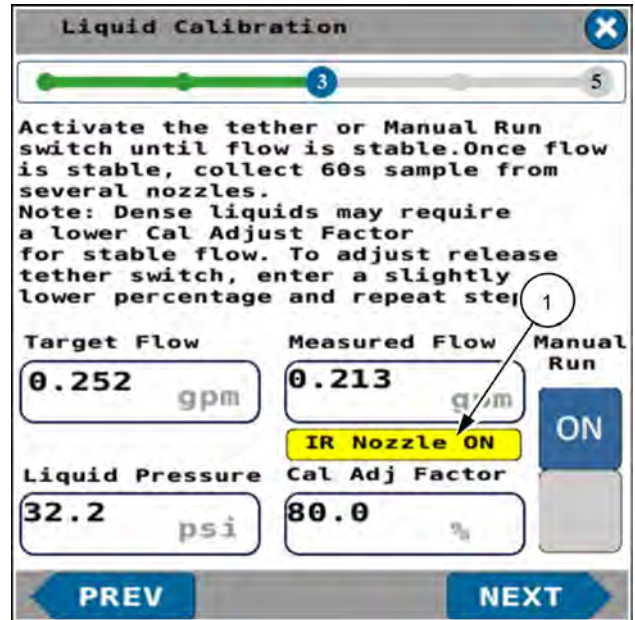 Liquid Calibration
3
5
Activate the tether or Manual Run
switch until flow is stable.Once flow
is stable, collect 60s sample from
several nozzles.
Note: Dense liquids may require
a lower Cal Adjust Factor
for stable flow. To adjust release
tether switch, enter a slightly
lower percentage and repeat step
1
Target Flow
Measured Flow
Manual
Run
0.252 gpm
0.213 gpm
ON
IR Nozzle ON
Liquid Pressure
Cal Adj Factor
32.2 psi
80.0 %
PREV
NEXT